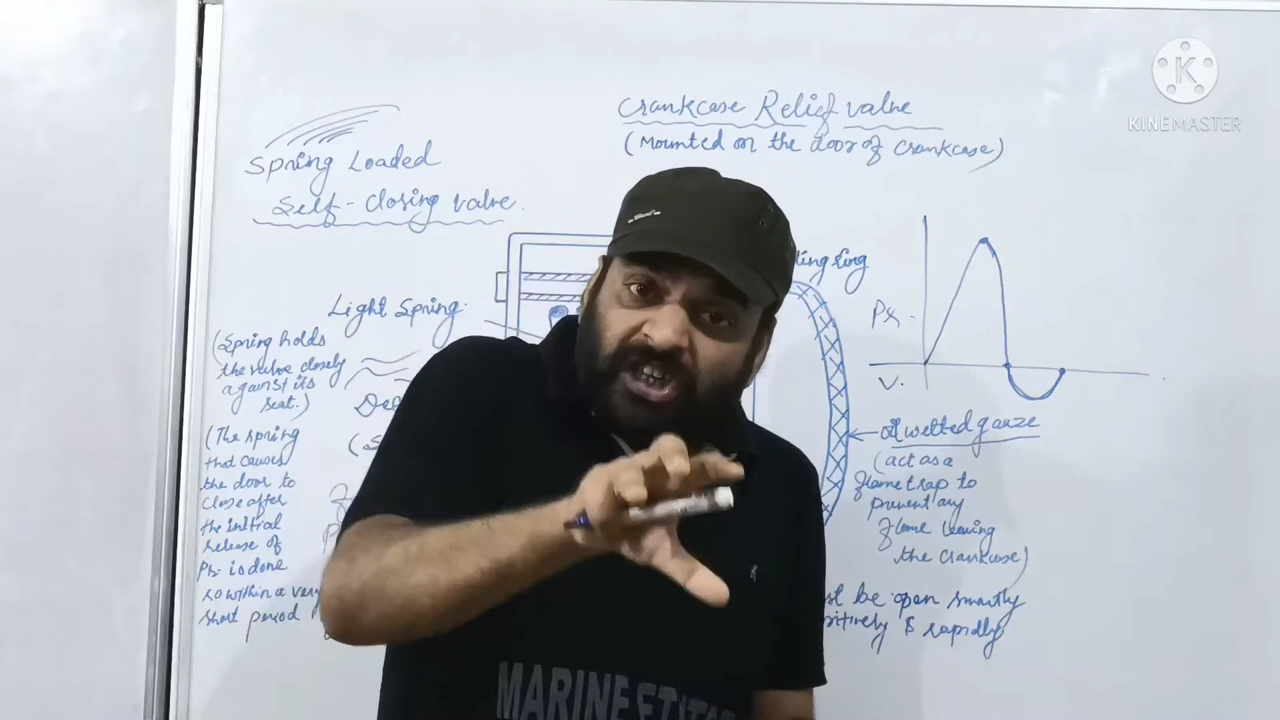 Crankcase Relief valve
(Mounted on the door of crankcase)
KINEMASTER
Spring Loaded
Self-closing valve.
Light Spring
(Spring holds
the valve closely
against its
seat.)
(The spring
that causes
the door to
close after
the initial
release of
Pr. is done
so within a very
short period
ling ring
Pr.
V.
Oil wetted gauze
(act as a
flame trap to
prevent any
flame leaving
the crankcase)
be open smartly
& rapidly
MARINE